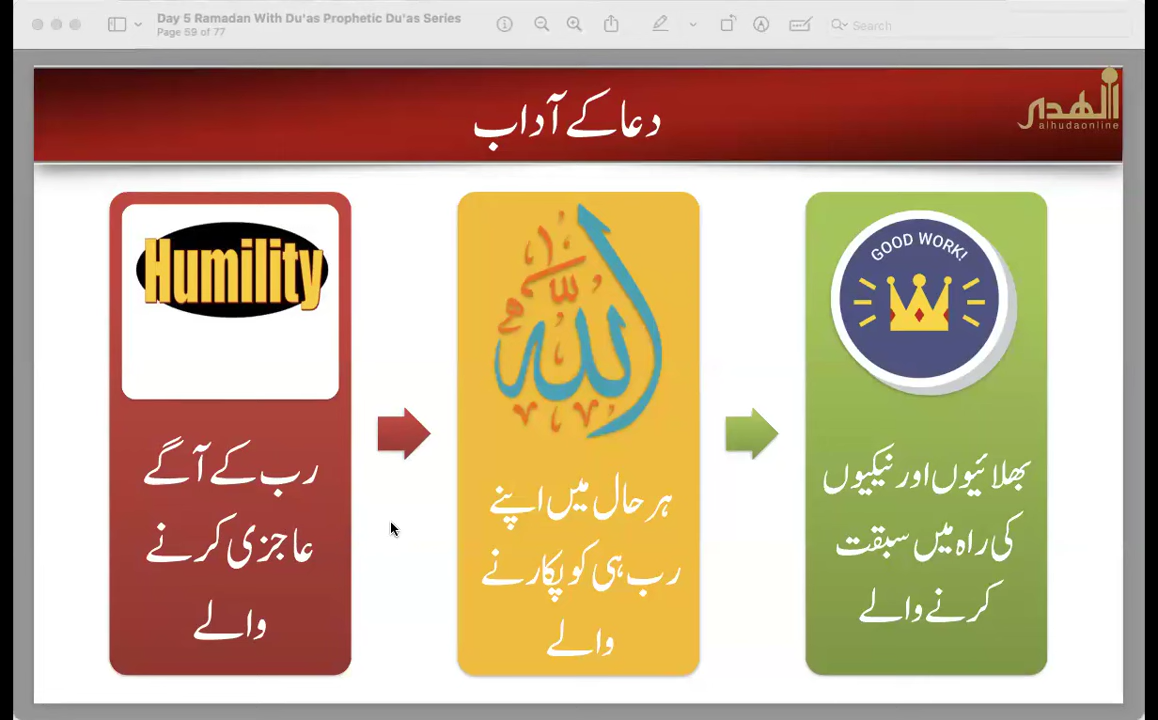 Day 5 Ramadan With Du'as Prophetic Du'as Series
Page 59 of 77
Search
دعا کے آداب
الهدى
alhudaonline
Humility
رب کے آگے
عاجزی کرنے
والے
الله
ہر حال میں اپنے
رب ہی کو پکارنے
والے
GOOD WORK!
بھلائیوں اور نیکیوں
کی راہ میں سبقت
کرنے والے